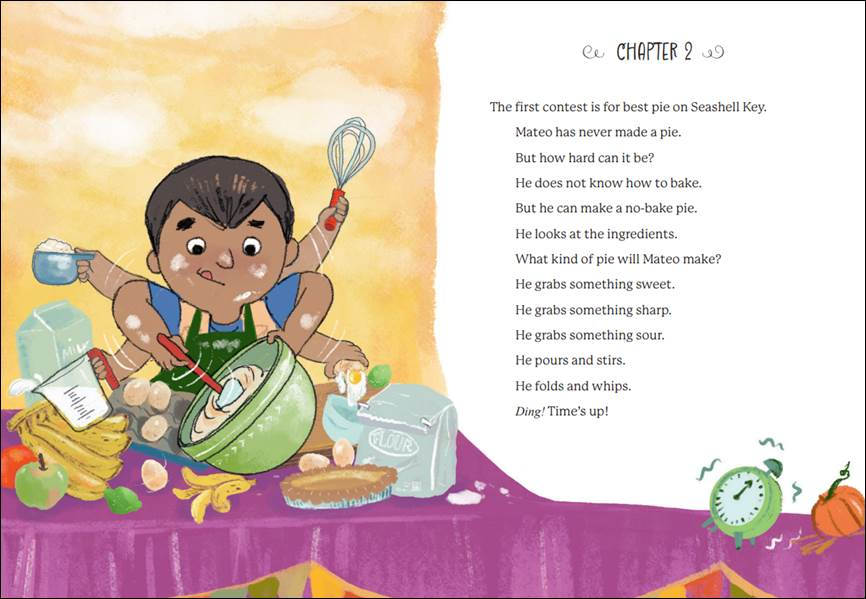 CHAPTER 2
The first contest is for best pie on Seashell Key.
Mateo has never made a pie.
But how hard can it be?
He does not know how to bake.
But he can make a no-bake pie.
He looks at the ingredients.
What kind of pie will Mateo make?
He grabs something sweet.
He grabs something sharp.
He grabs something sour.
He pours and stirs.
He folds and whips.
Ding! Time’s up!
MILK
FLOUR